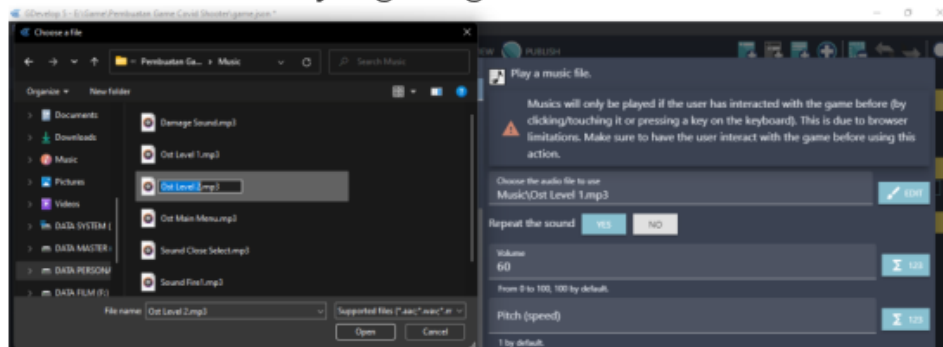 GDevelop 5 - E:\Game\Pembuatan Game Covid Shooter\game.json *
Choose a file
Pembuatan Ga... > Music
Search Music
Organize
New folder
Documents
Downloads
Music
Pictures
Videos
DATA SYSTEM (
DATA MASTER
DATA PERSONA
DATA FILM (F:)
Damage Sound.mp3
Ost Level 1.mp3
Ost Level 2.mp3
Ost Main Menu.mp3
Sound Close Select.mp3
Sound Fire1.mp3
File name: Ost Level 2.mp3
Supported files
Open
Cancel
PUBLISH
Play a music file.
Musics will only be played if the user has interacted with the game before (by
clicking/touching it or pressing a key on the keyboard). This is due to browser
limitations. Make sure to have the user interact with the game before using this
action.
Choose the audio file to use
Music\Ost Level 1.mp3
EDIT
Repeat the sound YES NO
Volume
60
Σ 123
From 0 to 100, 100 by default.
Pitch (speed)
Σ 123
1 by default.